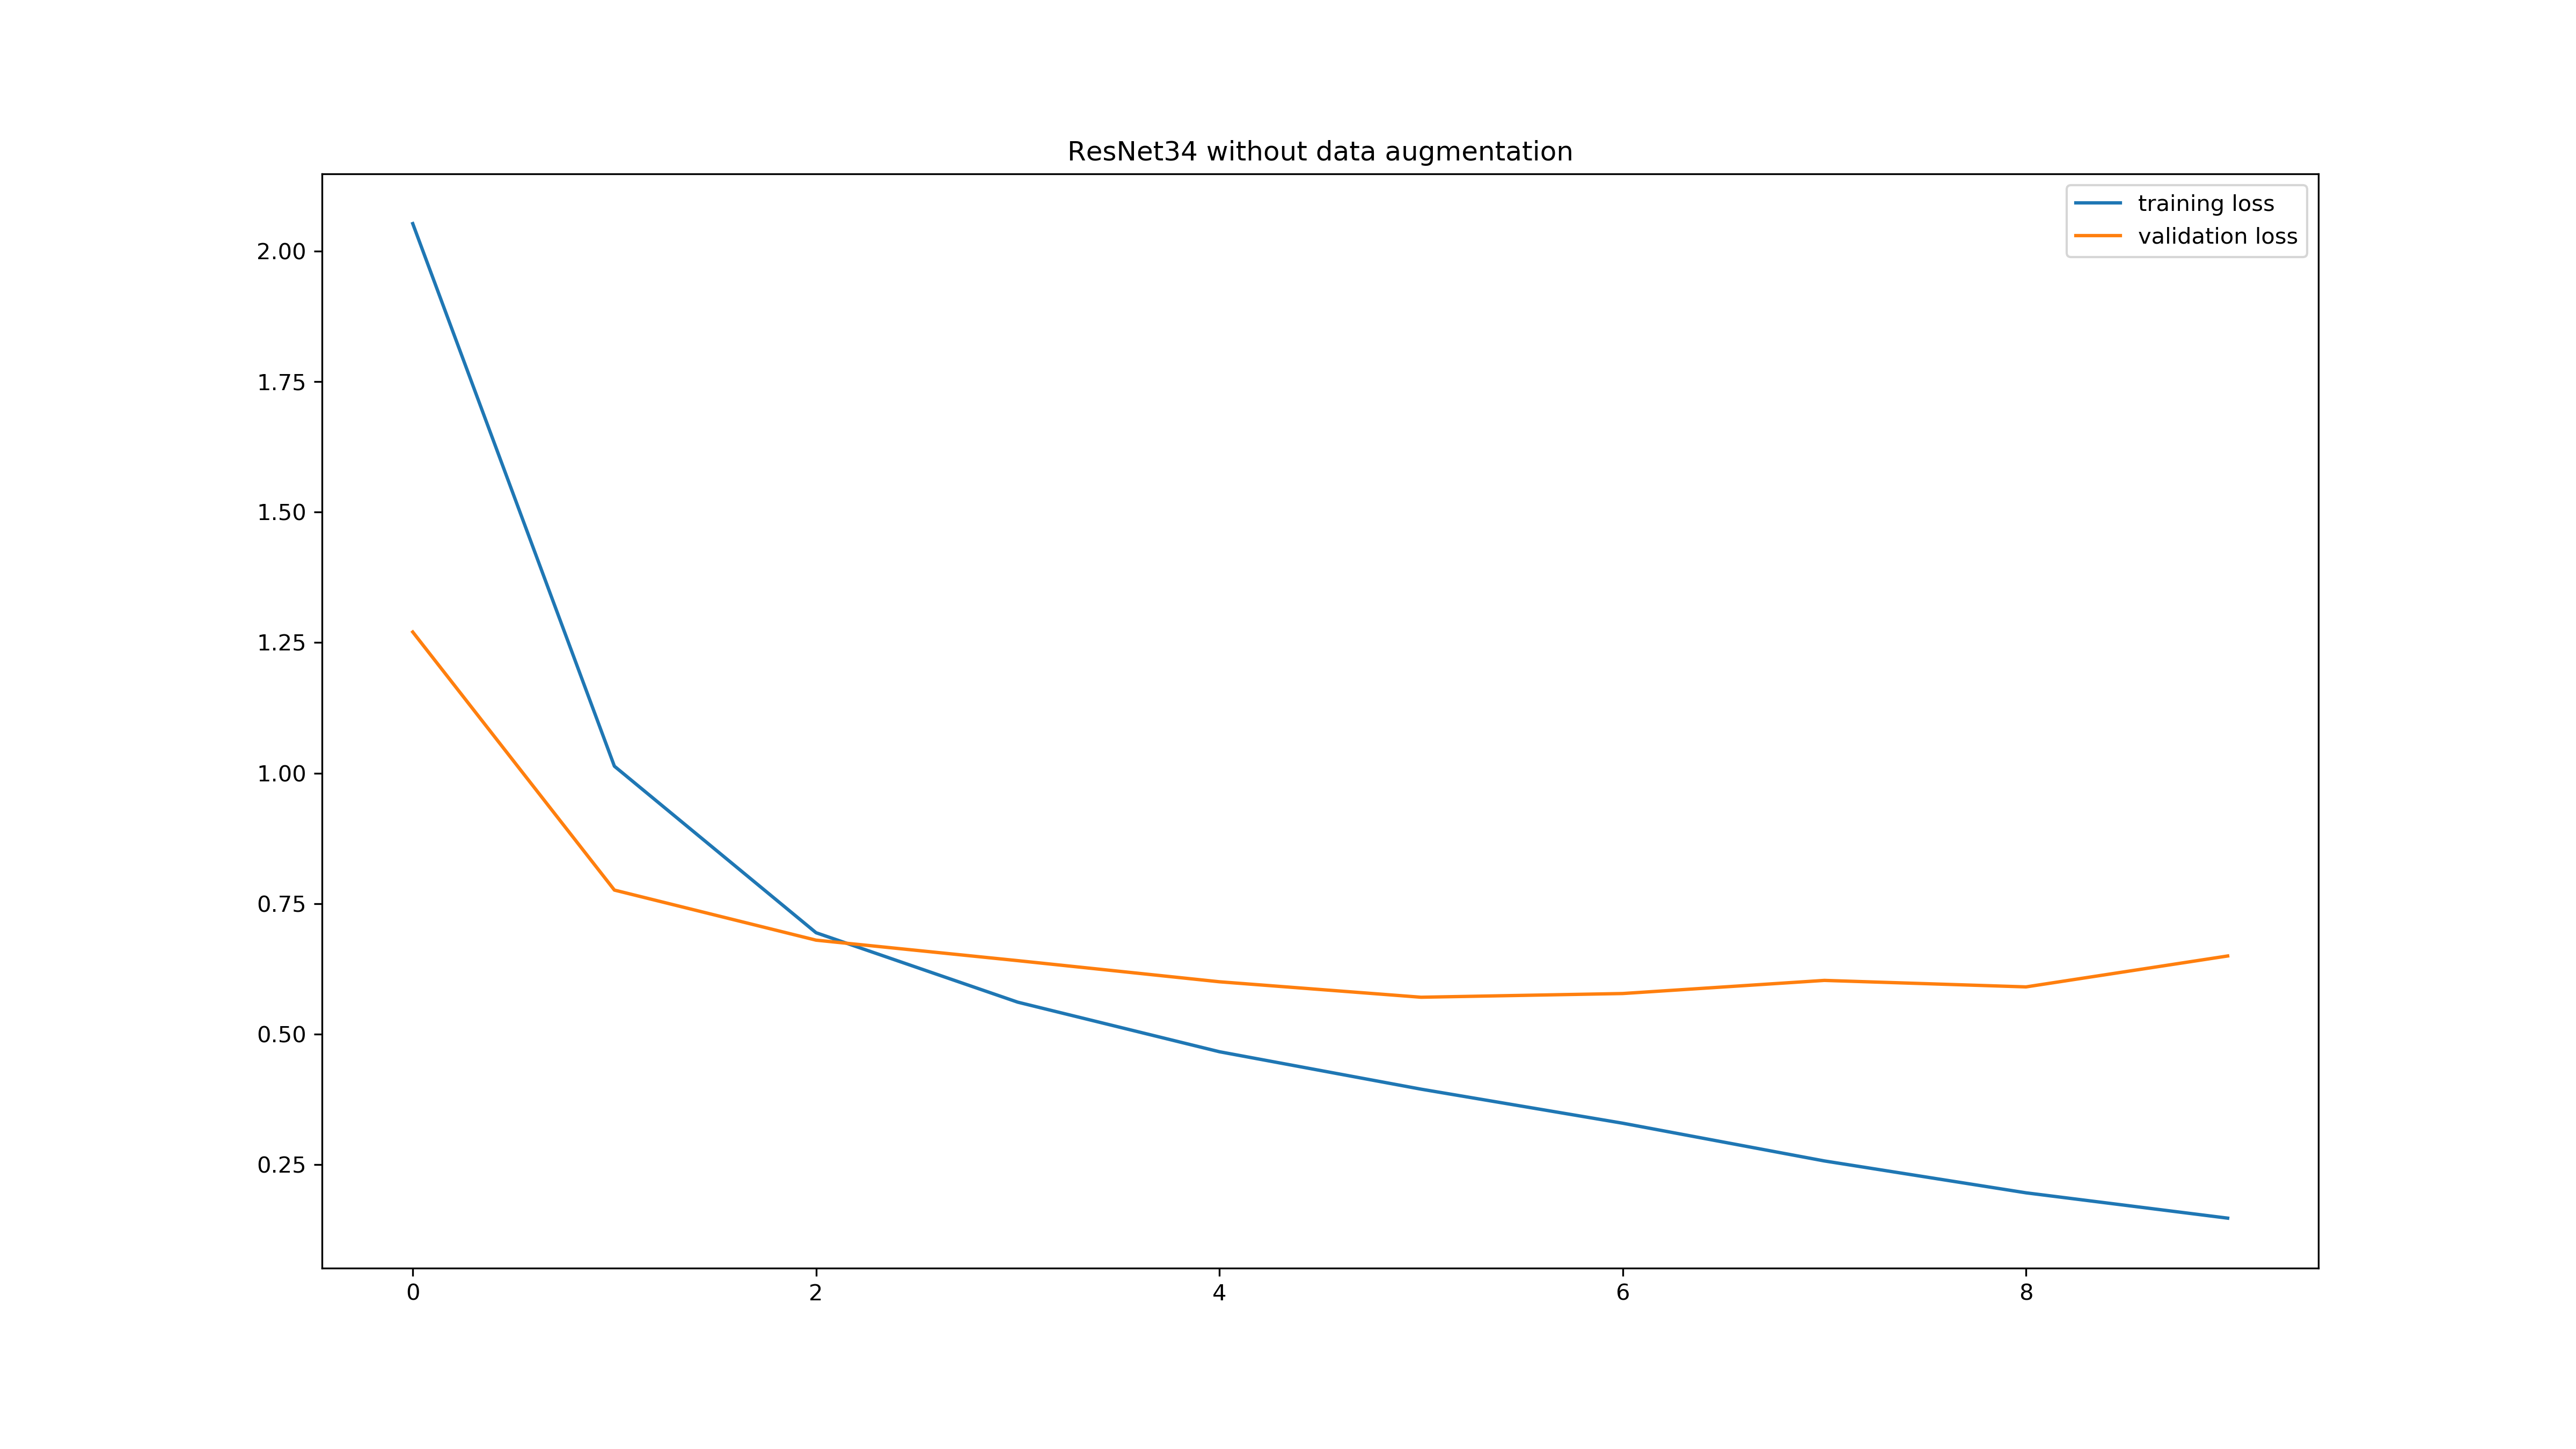 ResNet34 without data augmentation
training loss
validation loss
2.00
1.75
1.50
1.25
1.00
0.75
0.50
0.25
0 2 4 6 8